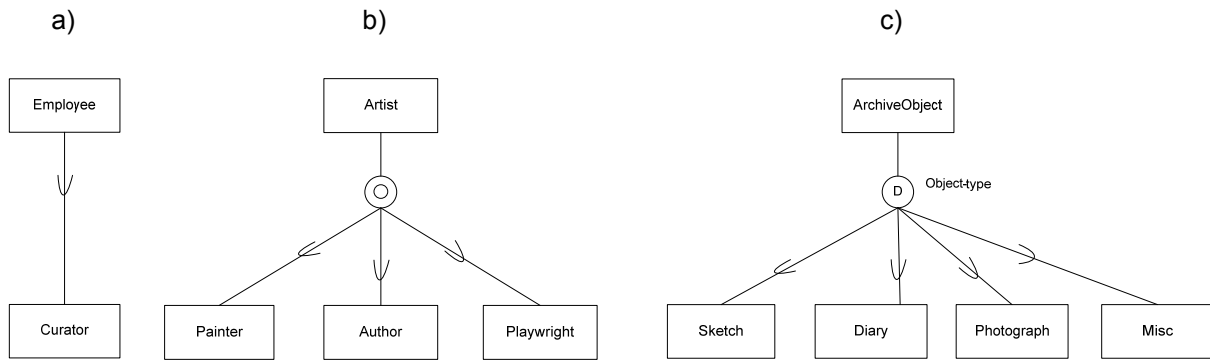 a)
b)
c)
Employee
Artist
ArchiveObject
O
D
Object-type
Curator
Painter
Author
Playwright
Sketch
Diary
Photograph
Misc